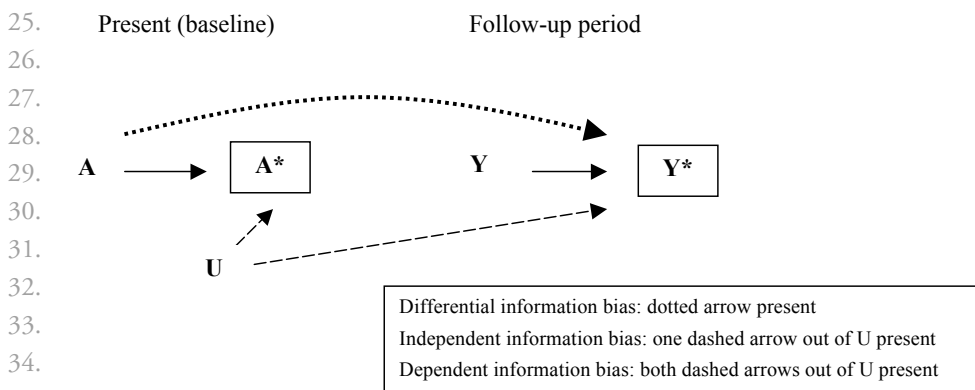 25. Present (baseline) Follow-up period
26.
27.
28.
29. A A* Y Y*
30.
31. U
32.
33.
34.
Differential information bias: dotted arrow present
Independent information bias: one dashed arrow out of U present
Dependent information bias: both dashed arrows out of U present